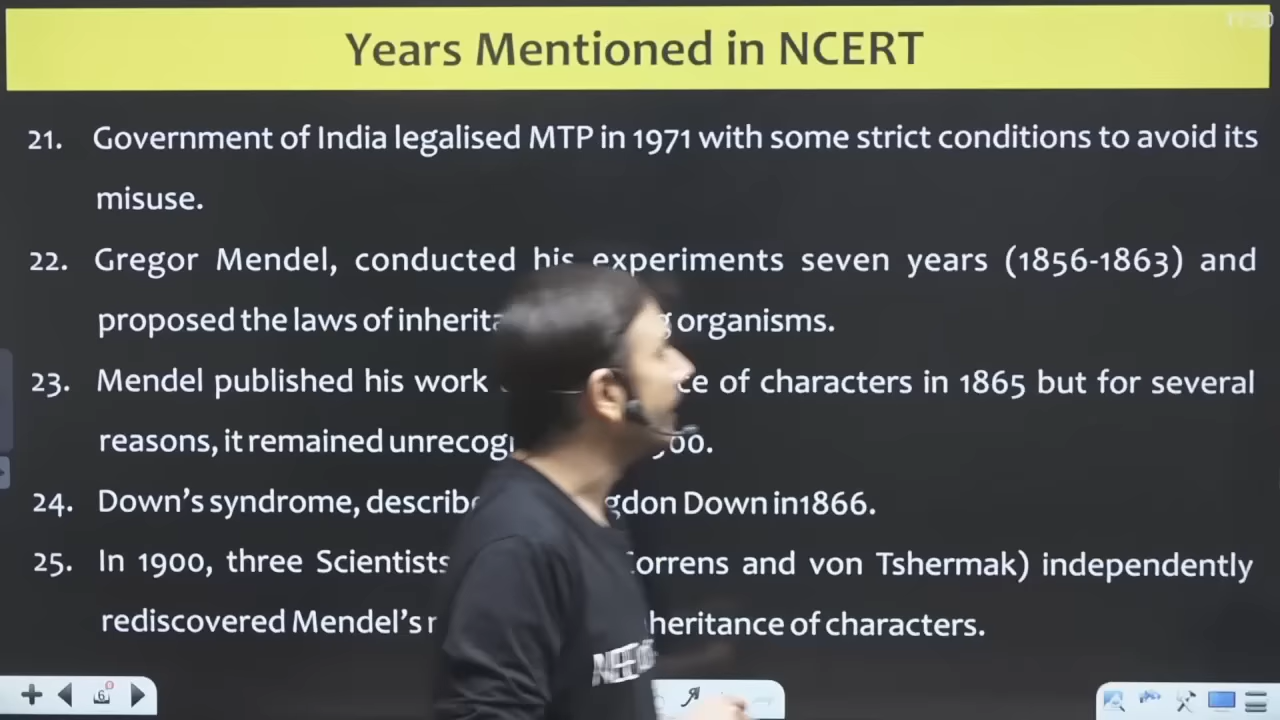 Years Mentioned in NCERT
21. Government of India legalised MTP in 1971 with some strict conditions to avoid its
misuse.
22. Gregor Mendel, conducted his experiments seven years (1856-1863) and
proposed the laws of inherita g organisms.
23. Mendel published his work ce of characters in 1865 but for several
reasons, it remained unrecog 00.
24. Down's syndrome, describe gdon Down in1866.
25. In 1900, three Scientists Correns and von Tshermak) independently
rediscovered Mendel's r heritance of characters.